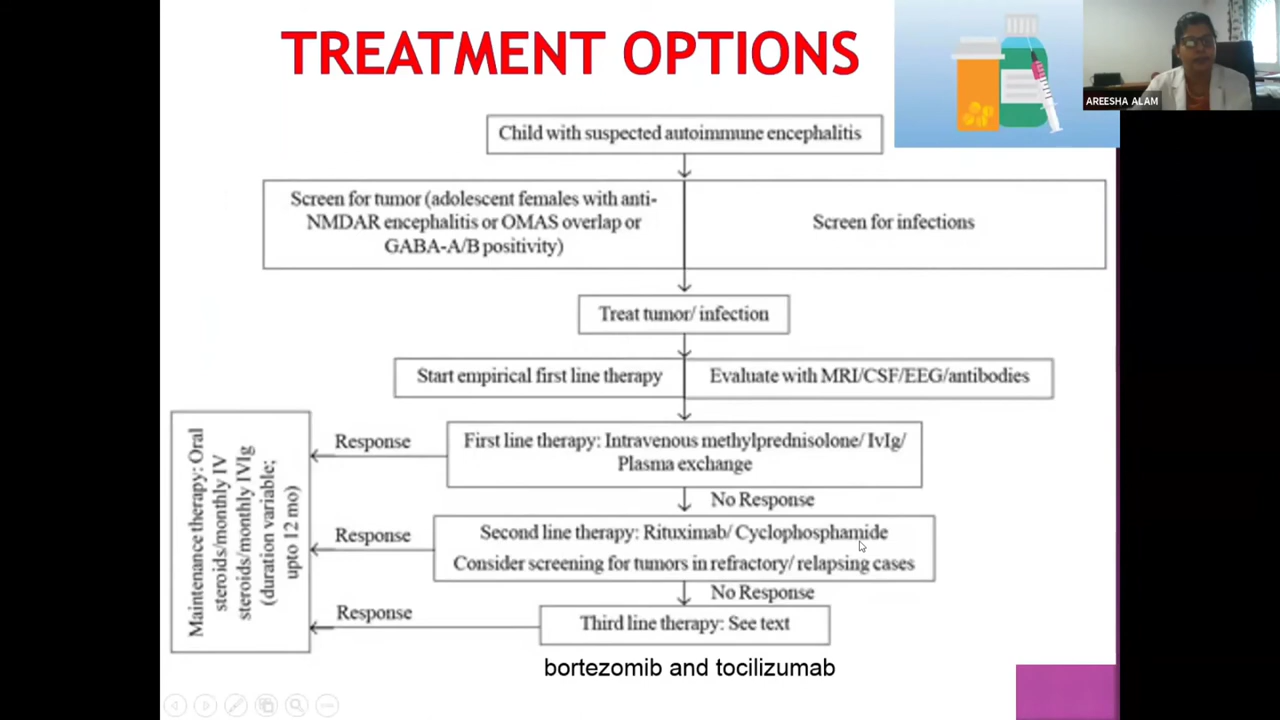 TREATMENT OPTIONS
AREESHA ALAM
Child with suspected autoimmune encephalitis
Screen for tumor (adolescent females with anti-
NMDAR encephalitis or OMAS overlap or
GABA-A/B positivity)
Screen for infections
Treat tumor/ infection
Start empirical first line therapy
Evaluate with MRI/CSF/EEG/antibodies
First line therapy: Intravenous methylprednisolone/ IvIg/
Plasma exchange
Response
No Response
Second line therapy: Rituximab/ Cyclophosphamide
Consider screening for tumors in refractory/ relapsing cases
Response
No Response
Third line therapy: See text
Response
Maintenance therapy: Oral
steroids/monthly IV
steroids/monthly IVIg
(duration variable;
upto 12 mo)
bortezomib and tocilizumab